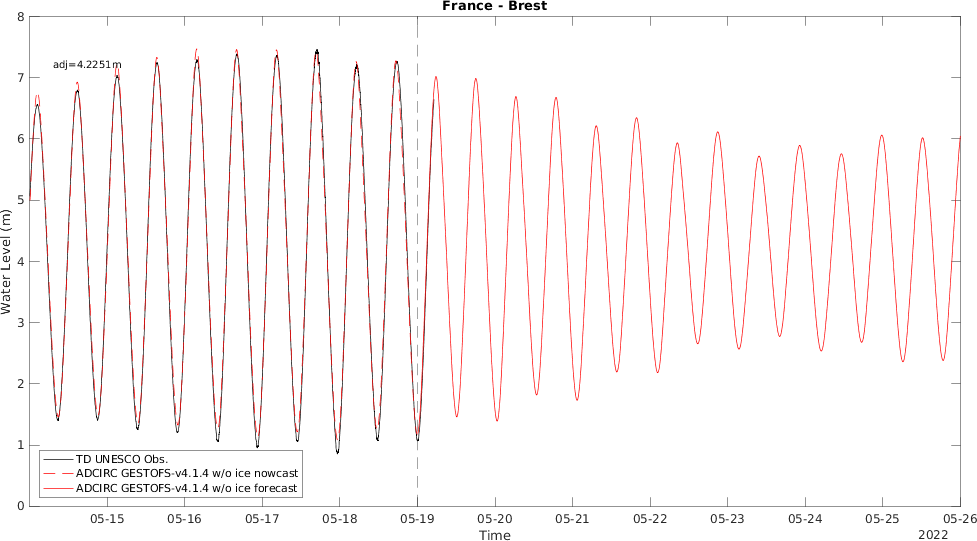 France - Brest
8
7
6
5
4
3
2
1
0
Water Level (m)
adj=4.2251m
TD UNESCO Obs.
ADCIRC GESTOFS-v4.1.4 w/o ice nowcast
ADCIRC GESTOFS-v4.1.4 w/o ice forecast
05-15 05-16 05-17 05-18 05-19 05-20 05-21 05-22 05-23 05-24 05-25 05-26
Time
2022